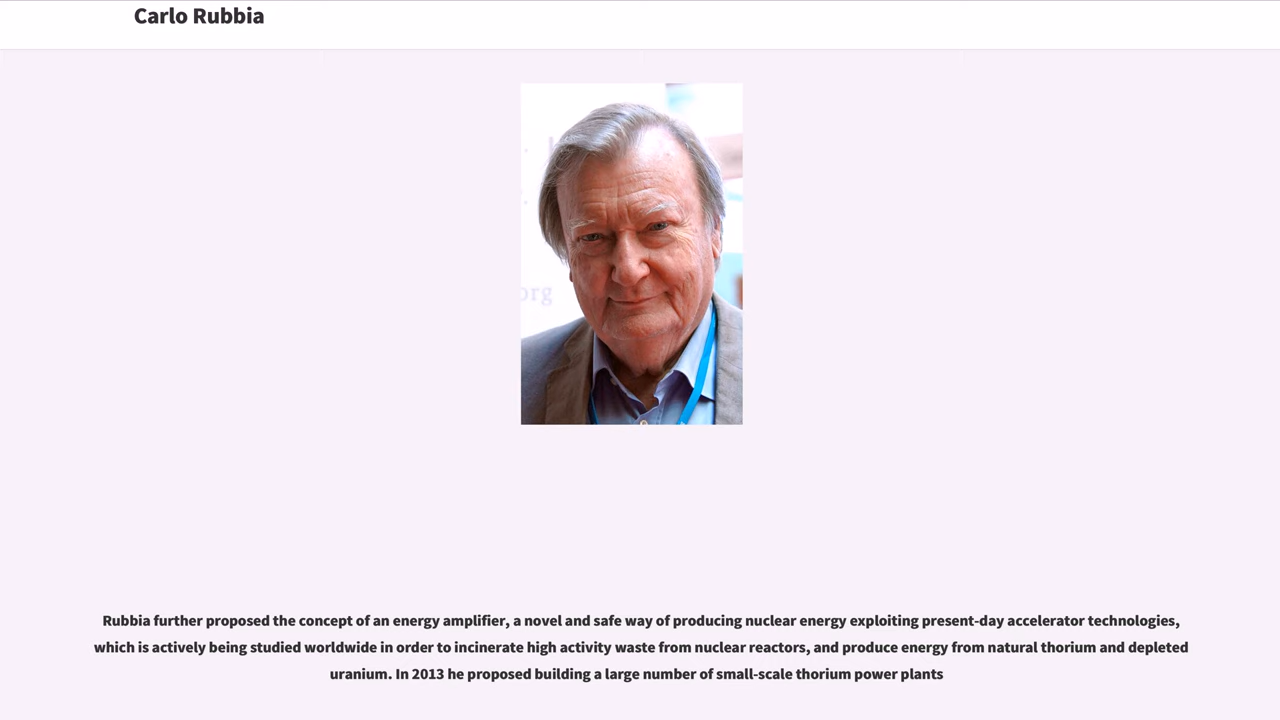 Carlo Rubbia
org
Rubbia further proposed the concept of an energy amplifier, a novel and safe way of producing nuclear energy exploiting present-day accelerator technologies,
which is actively being studied worldwide in order to incinerate high activity waste from nuclear reactors, and produce energy from natural thorium and depleted
uranium. In 2013 he proposed building a large number of small-scale thorium power plants